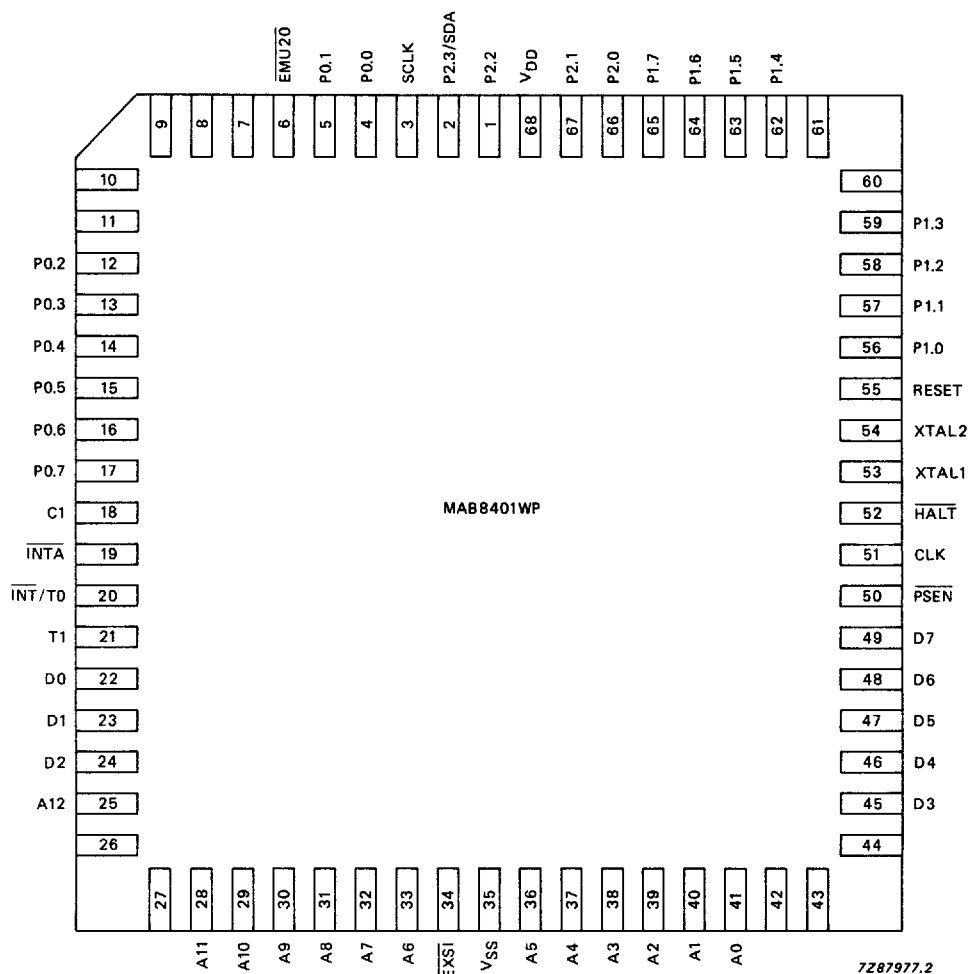 EMU20 P0.1 P0.0 SCLK P2.3/SDA P2.2 VDD P2.1 P2.0 P1.7 P1.6 P1.5 P1.4
9 8 7 6 5 4 3 2 1 68 67 66 65 64 63 62 61
10 60
11 59 P1.3
P0.2 12 58 P1.2
P0.3 13 57 P1.1
P0.4 14 56 P1.0
P0.5 15 55 RESET
P0.6 16 54 XTAL2
P0.7 17 53 XTAL1
C1 18 MAB8401WP 52 HALT
INTA 19 51 CLK
INT/T0 20 50 PSEN
T1 21 49 D7
D0 22 48 D6
D1 23 47 D5
D2 24 46 D4
A12 25 45 D3
26 44
27 28 29 30 31 32 33 34 35 36 37 38 39 40 41 42 43
A11 A10 A9 A8 A7 A6 EXSI VSS A5 A4 A3 A2 A1 A0
7Z87977.2